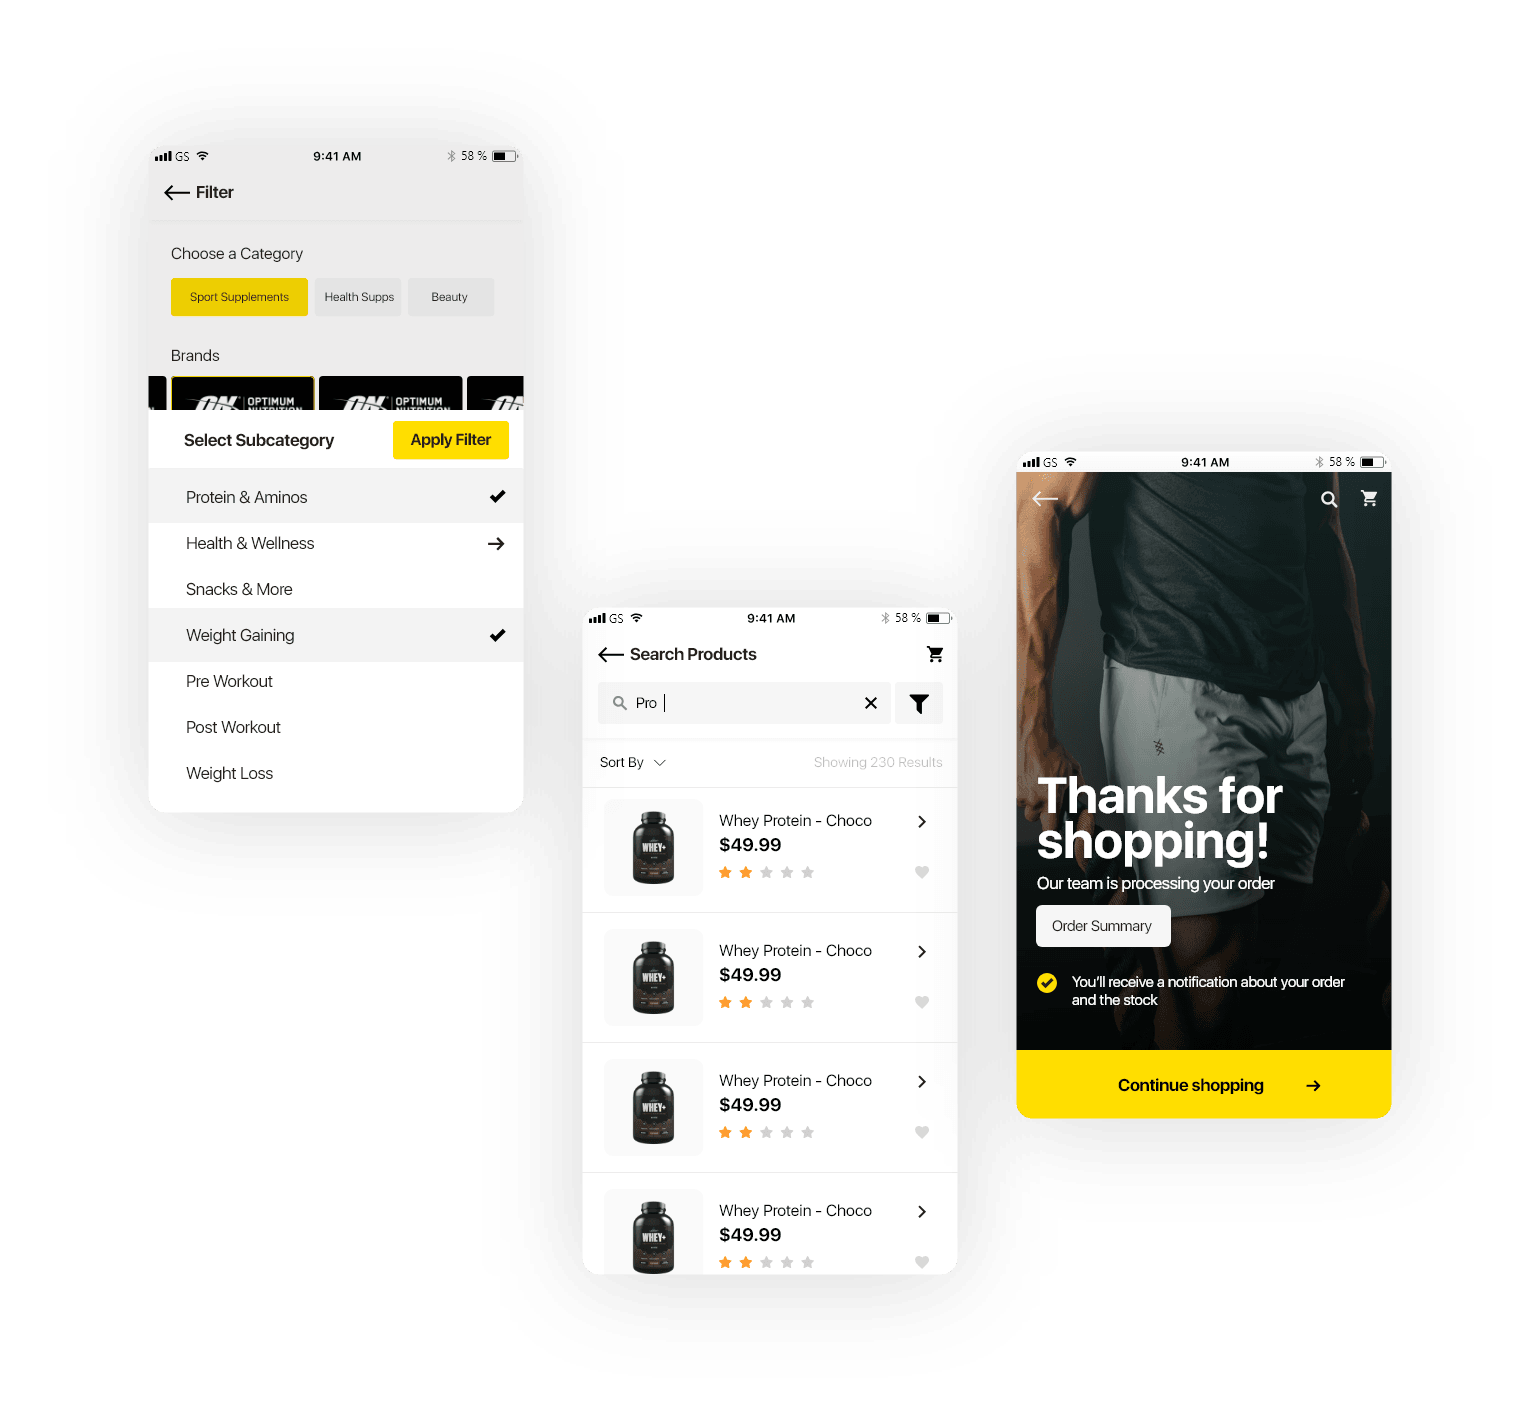 GS
9:41 AM
58 %
Filter
Choose a Category
Sport Supplements
Health Supps
Beauty
Brands
ON OPTIMUM NUTRITION
ON OPTIMUM NUTRITION
Select Subcategory
Apply Filter
Protein & Aminos
Health & Wellness
Snacks & More
Weight Gaining
Pre Workout
Post Workout
Weight Loss
GS
9:41 AM
58 %
Search Products
Pro
Sort By
Showing 230 Results
WHEY+
Whey Protein - Choco
$49.99
WHEY+
Whey Protein - Choco
$49.99
WHEY+
Whey Protein - Choco
$49.99
WHEY+
Whey Protein - Choco
$49.99
GS
9:41 AM
58 %
Thanks for
shopping!
Our team is processing your order
Order Summary
You'll receive a notification about your order
and the stock
Continue shopping